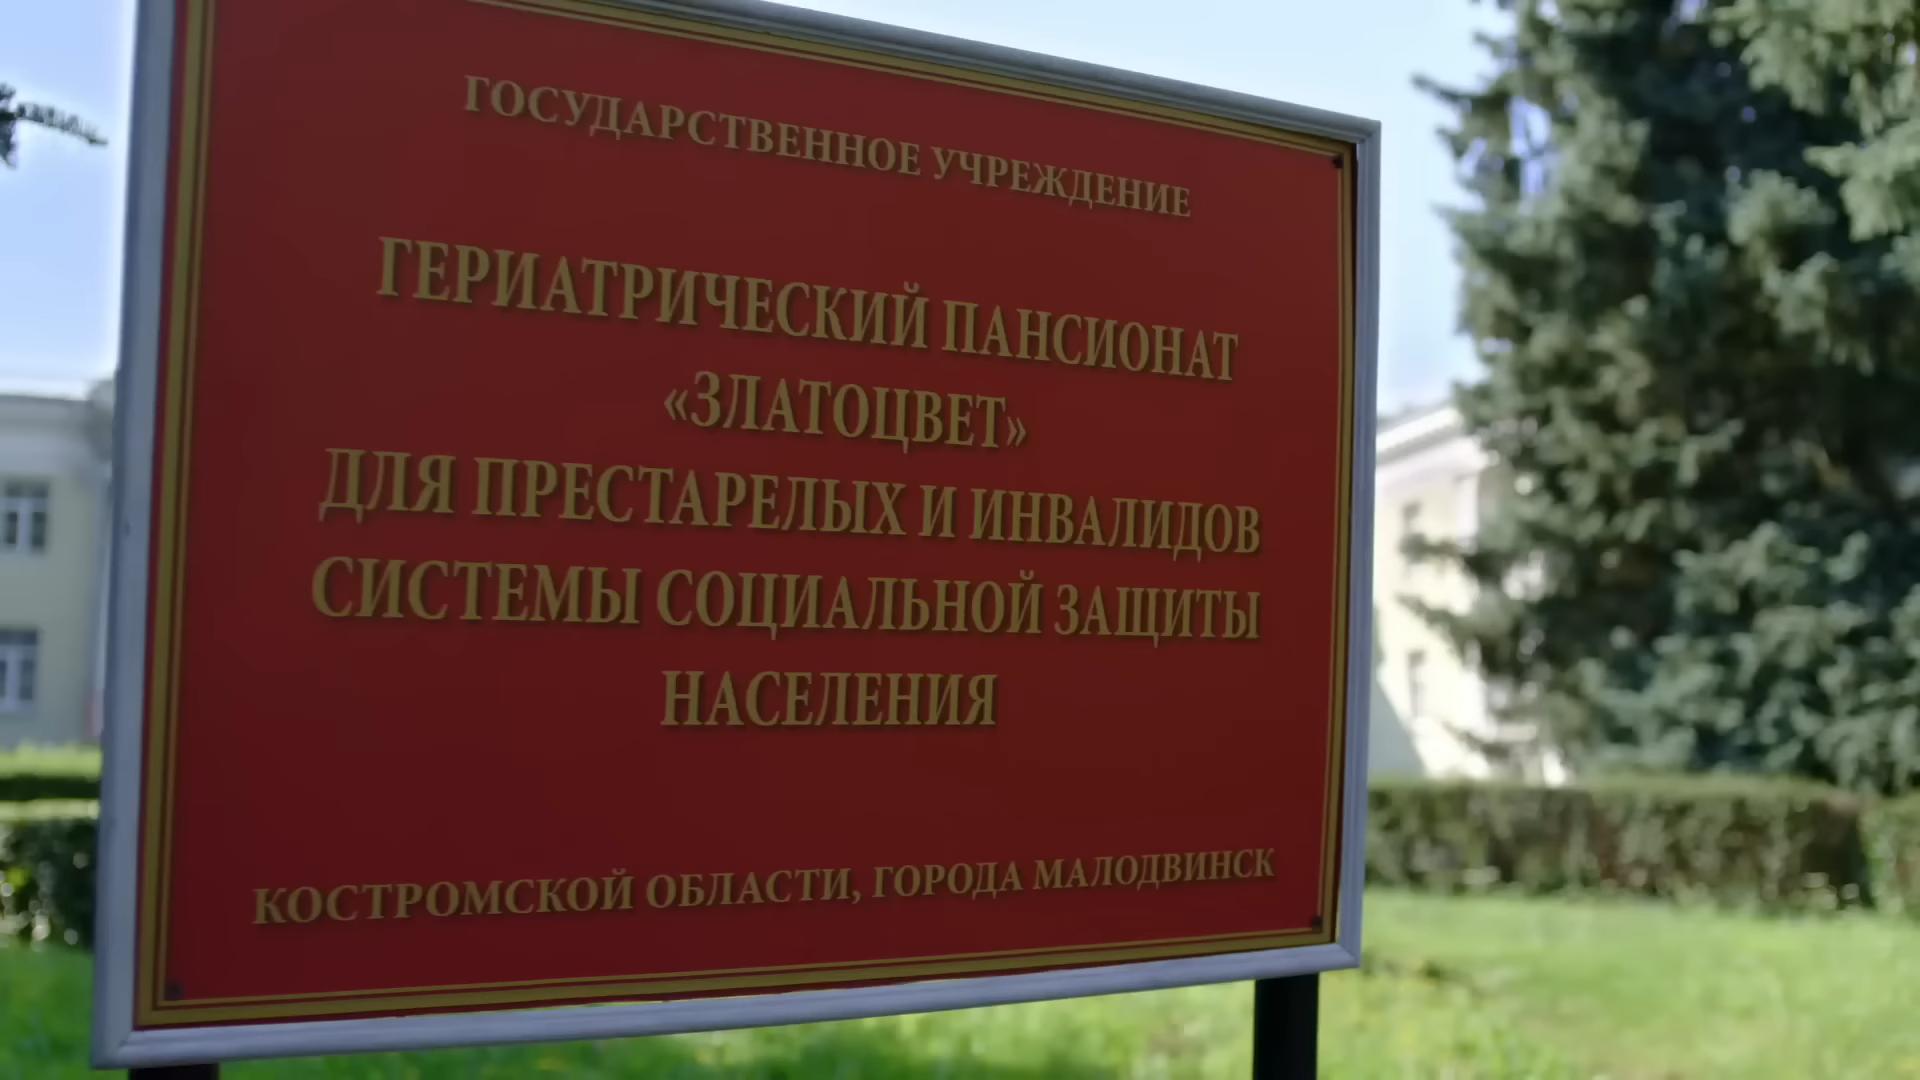 ГОСУДАРСТВЕННОЕ УЧРЕЖДЕНИЕ
ГЕРИАТРИЧЕСКИЙ ПАНСИОНАТ
«ЗЛАТОЦВЕТ»
ДЛЯ ПРЕСТАРЕЛЫХ И ИНВАЛИДОВ
СИСТЕМЫ СОЦИАЛЬНОЙ ЗАЩИТЫ
НАСЕЛЕНИЯ
КОСТРОМСКОЙ ОБЛАСТИ, ГОРОДА МАЛОДВИНСК